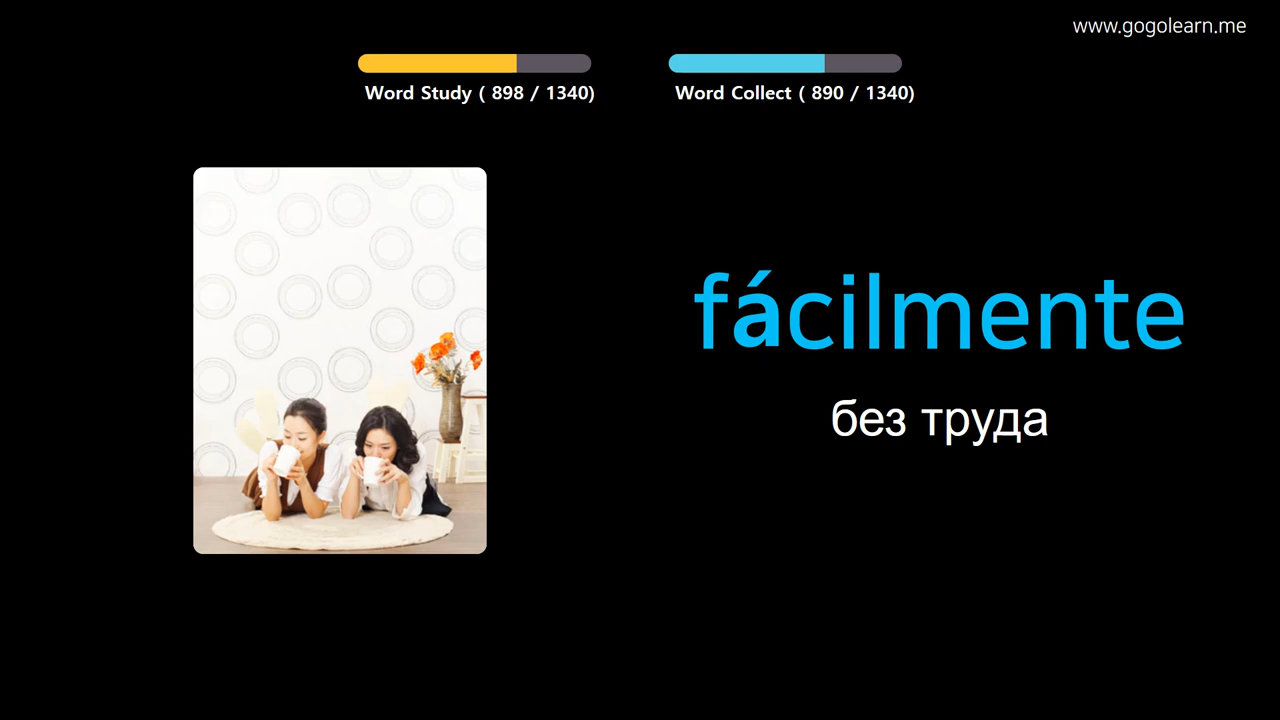 www.gogolearn.me
Word Study ( 898 / 1340)
Word Collect ( 890 / 1340)
fácilmente
без труда